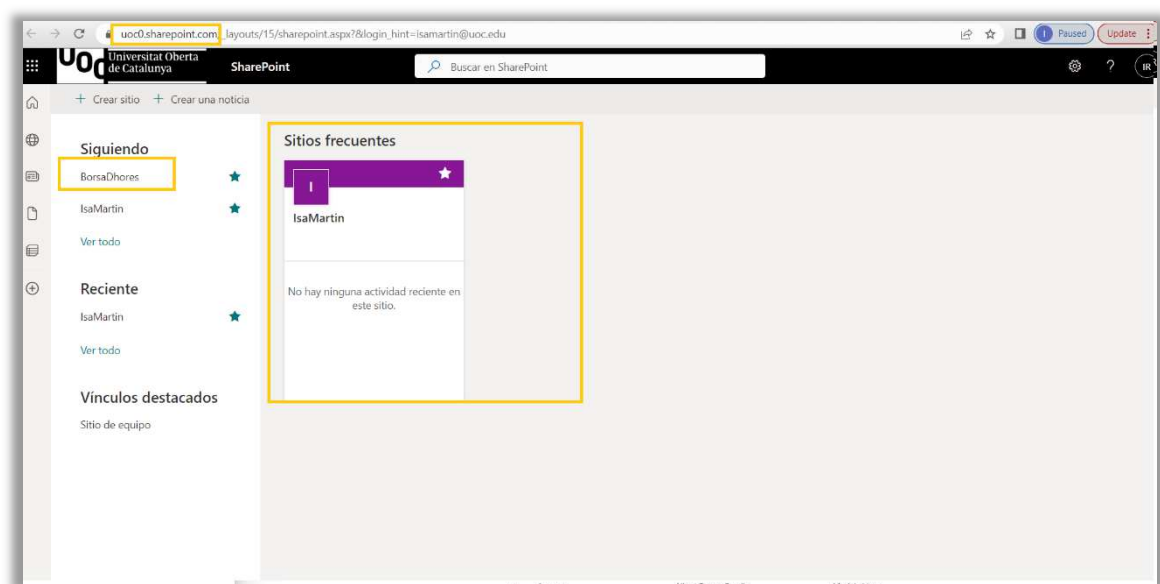 uoc0.sharepoint.com/_layouts/15/sharepoint.aspx?&login_hint=isamartin@uoc.edu
I
Paused
Update
UOC
Universitat Oberta
de Catalunya
SharePoint
Buscar en SharePoint
?
IR
+ Crear sitio + Crear una noticia
Siguiendo
BorsaDhores
IsaMartin
Ver todo
Reciente
IsaMartin
Ver todo
Vínculos destacados
Sitio de equipo
Sitios frecuentes
I
IsaMartin
No hay ninguna actividad reciente en
este sitio.